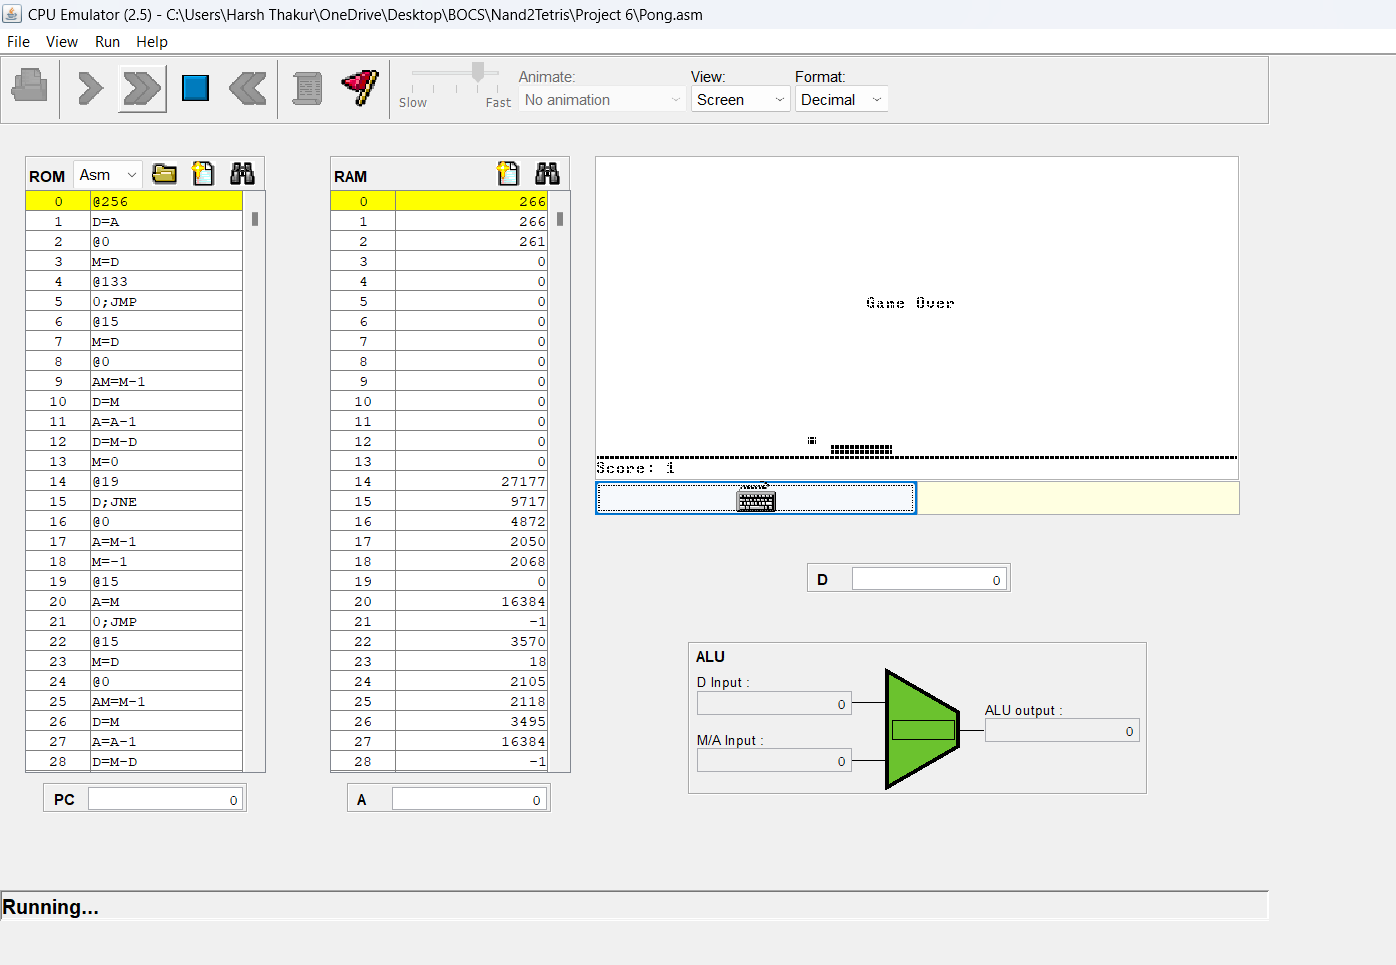 CPU Emulator (2.5) - C:\Users\Harsh Thakur\OneDrive\Desktop\BOCS\Nand2Tetris\Project 6\Pong.asm
File View Run Help
Slow Fast
Animate:
No animation
View:
Screen
Format:
Decimal
ROM Asm
0 @256
1 D=A
2 @0
3 M=D
4 @133
5 0;JMP
6 @15
7 M=D
8 @0
9 AM=M-1
10 D=M
11 A=A-1
12 D=M-D
13 M=0
14 @19
15 D;JNE
16 @0
17 A=M-1
18 M=-1
19 @15
20 A=M
21 0;JMP
22 @15
23 M=D
24 @0
25 AM=M-1
26 D=M
27 A=A-1
28 D=M-D
PC 0
RAM
0 266
1 266
2 261
3 0
4 0
5 0
6 0
7 0
8 0
9 0
10 0
11 0
12 0
13 0
14 27177
15 9717
16 4872
17 2050
18 2068
19 0
20 16384
21 -1
22 3570
23 18
24 2105
25 2118
26 3495
27 16384
28 -1
A 0
Game Over
Score: 1
D 0
ALU
D Input :
0
M/A Input :
0
ALU output :
0
Running...